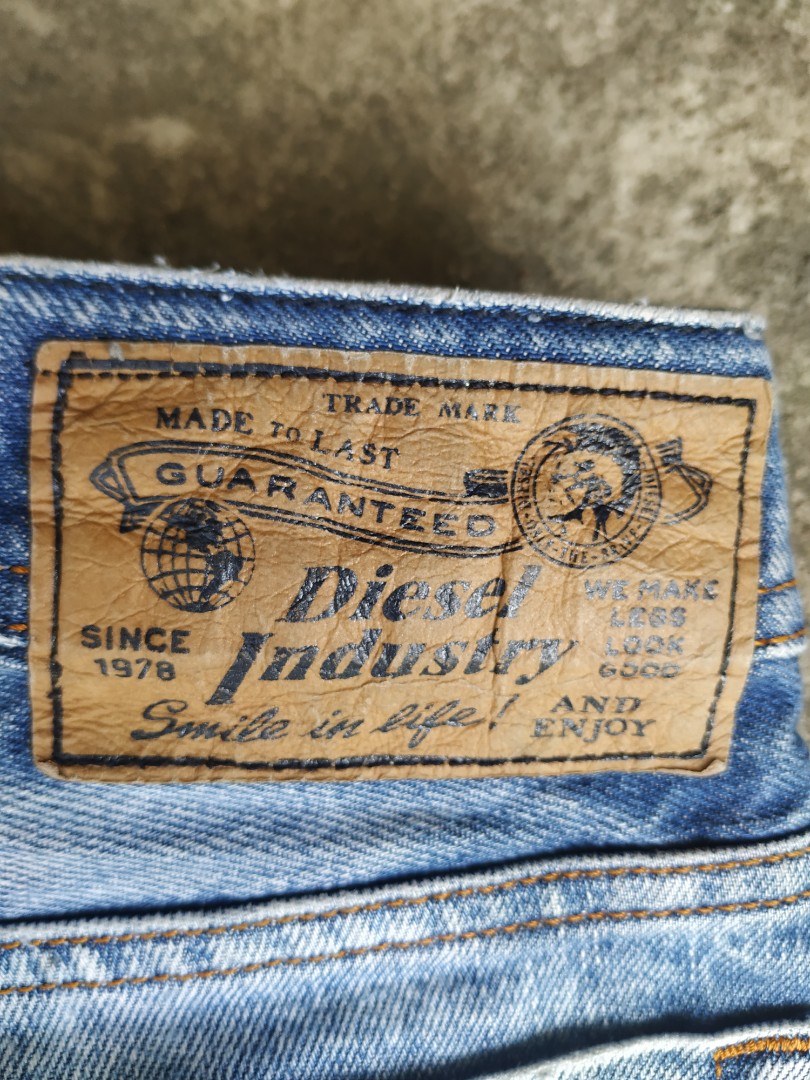 TRADE MARK
MADE TO LAST
GUARANTEED
SINCE
1978
Diesel
Industry
WE MAKE
LESS
LOOK
GOOD
Smile in life!
AND
ENJOY